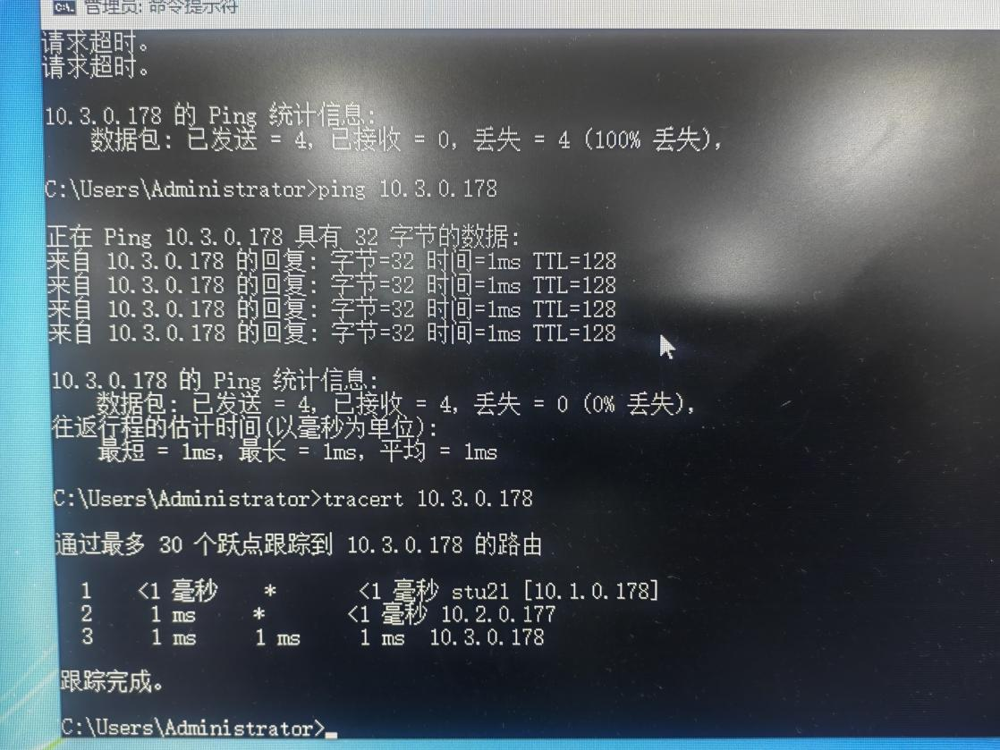 管理员: 命令提示符
请求超时。
请求超时。
10.3.0.178 的 Ping 统计信息:
数据包: 已发送 = 4, 已接收 = 0, 丢失 = 4 (100% 丢失),
C:\Users\Administrator>ping 10.3.0.178
正在 Ping 10.3.0.178 具有 32 字节的数据:
来自 10.3.0.178 的回复: 字节=32 时间=1ms TTL=128
来自 10.3.0.178 的回复: 字节=32 时间=1ms TTL=128
来自 10.3.0.178 的回复: 字节=32 时间=1ms TTL=128
来自 10.3.0.178 的回复: 字节=32 时间=1ms TTL=128
10.3.0.178 的 Ping 统计信息:
数据包: 已发送 = 4, 已接收 = 4, 丢失 = 0 (0% 丢失),
往返行程的估计时间(以毫秒为单位):
最短 = 1ms, 最长 = 1ms, 平均 = 1ms
C:\Users\Administrator>tracert 10.3.0.178
通过最多 30 个跃点跟踪到 10.3.0.178 的路由
1 <1 毫秒 * <1 毫秒 stu21 [10.1.0.178]
2 1 ms * <1 毫秒 10.2.0.177
3 1 ms 1 ms 1 ms 10.3.0.178
跟踪完成。
C:\Users\Administrator>_